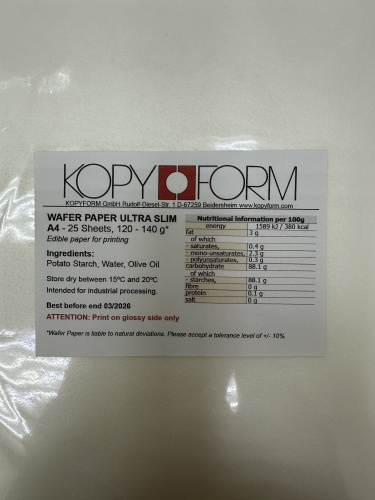 KOPY FORM
KOPYFORM GmbH Rudolf-Diesel-Str. 1 D-67259 Beidersheim www.kopyform.com
WAFER PAPER ULTRA SLIM
A4 - 25 Sheets, 120 - 140 g*
Edible paper for printing
Ingredients:
Potato Starch, Water, Olive Oil
Store dry between 15ºC and 20ºC
Intended for industrial processing.
Best before end 03/2026
ATTENTION: Print on glossy side only
Nutritional information per 100g
energy 1589 kJ / 380 kcal
fat 3 g
of which
- saturates, 0.4 g
- mono-unsaturates, 2.3 g
- polyunsaturates, 0.3 g
carbohydrate 88.1 g
of which
- starches, 88.1 g
fibre 0 g
protein 0.1 g
salt 0 g
*Wafer Paper is liable to natural deviations. Please accept a tolerance level of +/- 10%